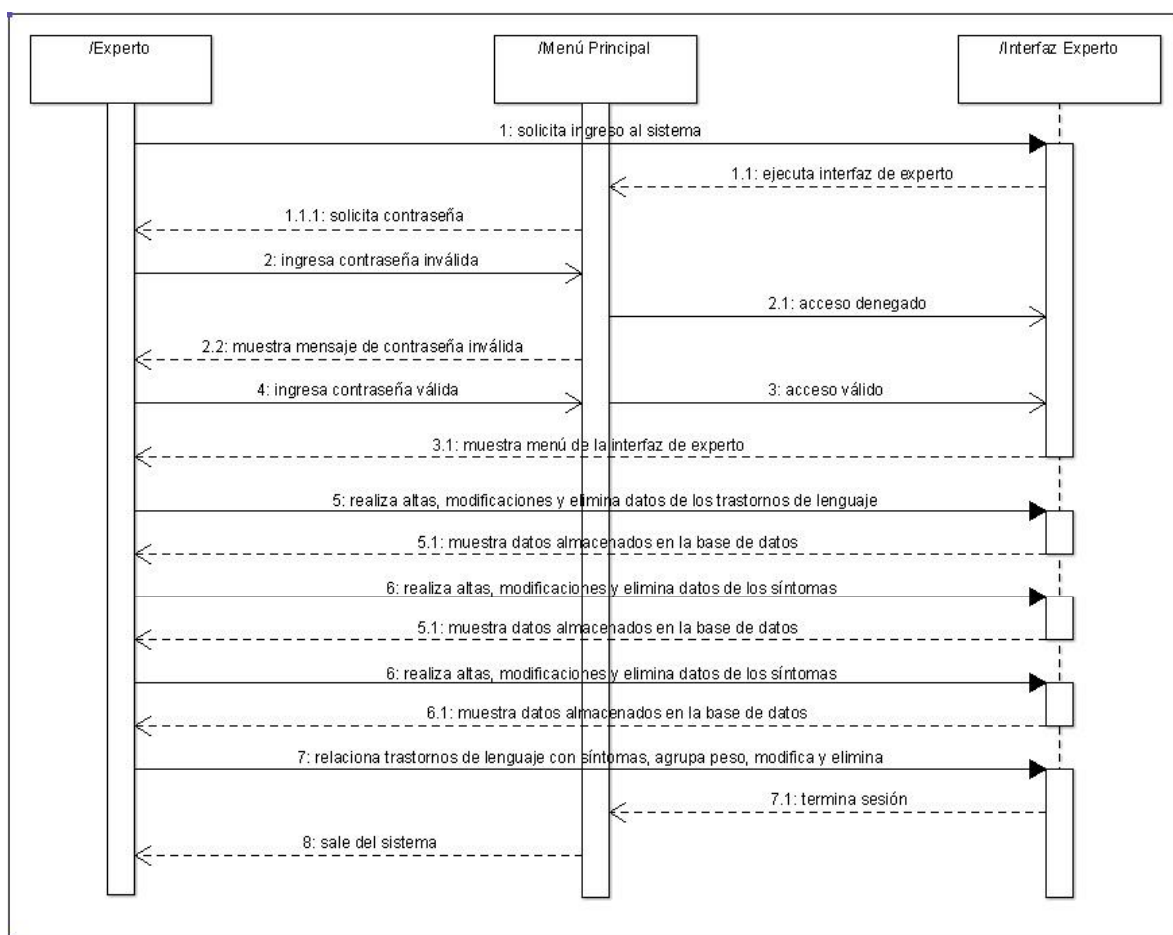 /Experto
/Menú Principal
/Interfaz Experto
1: solicita ingreso al sistema
1.1: ejecuta interfaz de experto
1.1.1: solicita contraseña
2: ingresa contraseña inválida
2.1: acceso denegado
2.2: muestra mensaje de contraseña inválida
4: ingresa contraseña válida
3: acceso válido
3.1: muestra menú de la interfaz de experto
5: realiza altas, modificaciones y elimina datos de los trastornos de lenguaje
5.1: muestra datos almacenados en la base de datos
6: realiza altas, modificaciones y elimina datos de los síntomas
5.1: muestra datos almacenados en la base de datos
6: realiza altas, modificaciones y elimina datos de los síntomas
6.1: muestra datos almacenados en la base de datos
7: relaciona trastornos de lenguaje con síntomas, agrupa peso, modifica y elimina
7.1: termina sesión
8: sale del sistema